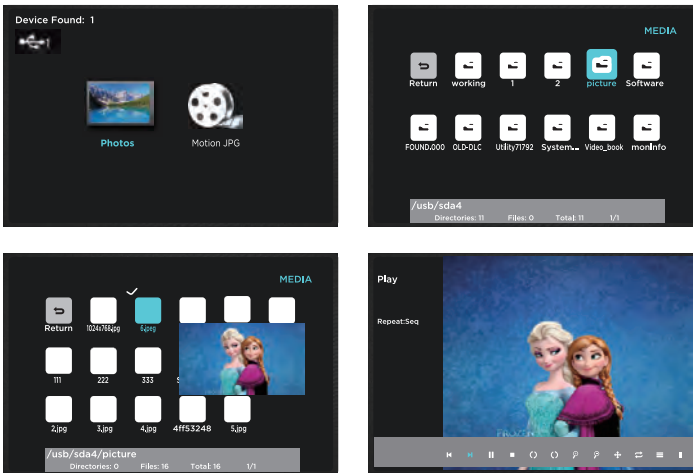 Device Found: 1
Photos
Motion JPG
MEDIA
Return
working
1
2
picture
Software
FOUND.000
OLD-DLC
Utility71792
System...
Video_book
monInfo
/usb/sda4
Directories: 11
Files: 0
Total: 11
1/1
MEDIA
Return
1024x768.jpg
6.jpeg
111
222
333
2.jpg
3.jpg
4.jpg
4ff53248
5.jpg
/usb/sda4/picture
Directories: 0
Files: 16
Total: 16
1/1
Play
Repeat:Seq